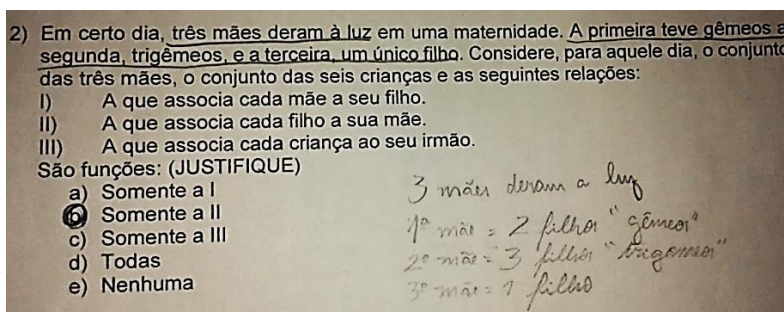 2) Em certo dia, três mães deram à luz em uma maternidade. A primeira teve gêmeos a
segunda, trigêmeos, e a terceira, um único filho. Considere, para aquele dia, o conjunto
das três mães, o conjunto das seis crianças e as seguintes relações:
I) A que associa cada mãe a seu filho.
II) A que associa cada filho a sua mãe.
III) A que associa cada criança ao seu irmão.
São funções: (JUSTIFIQUE)
a) Somente a I
b) Somente a II
c) Somente a III
d) Todas
e) Nenhuma
3 mães deram a luz
1ª mãe = 2 filhos "gêmeos"
2ª mãe = 3 filhos "trigomeos"
3ª mãe = 1 filho